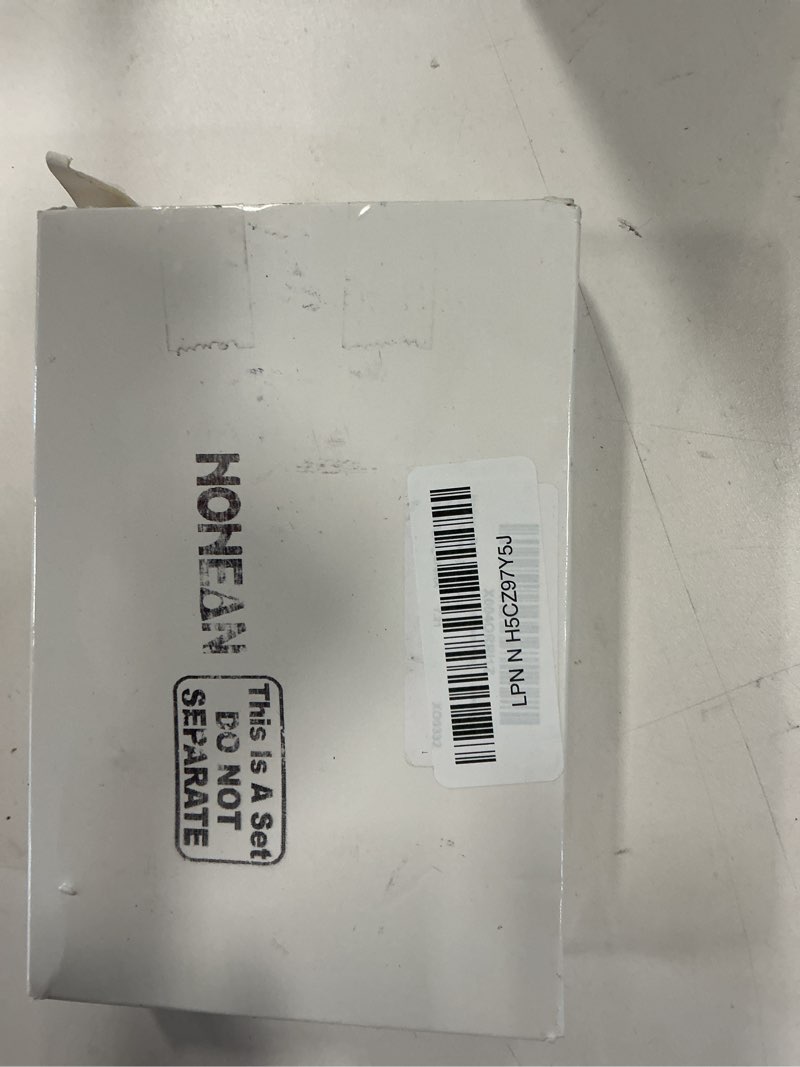 HONEAN
This Is A Set
DO NOT
SEPARATE
LPN N H5CZ97Y5J